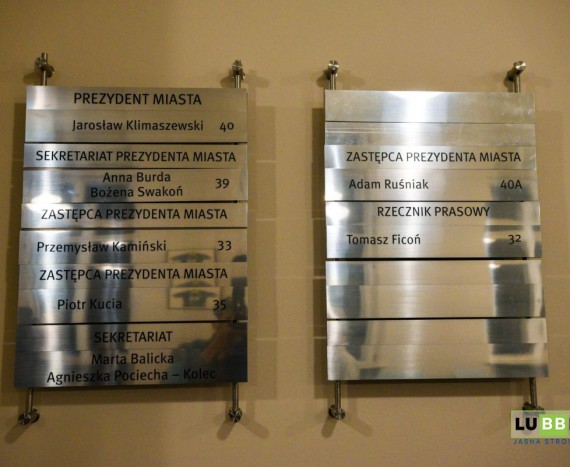 PREZYDENT MIASTA
Jarosław Klimaszewski 40
SEKRETARIAT PREZYDENTA MIASTA
Anna Burda
Bożena Swakoń 39
ZASTĘPCA PREZYDENTA MIASTA
Przemysław Kamiński 33
ZASTĘPCA PREZYDENTA MIASTA
Piotr Kucia 35
SEKRETARIAT
Marta Balicka
Agnieszka Pociecha – Kolec
ZASTĘPCA PREZYDENTA MIASTA
Adam Ruśniak 40A
RZECZNIK PRASOWY
Tomasz Ficoń 32
JASNA